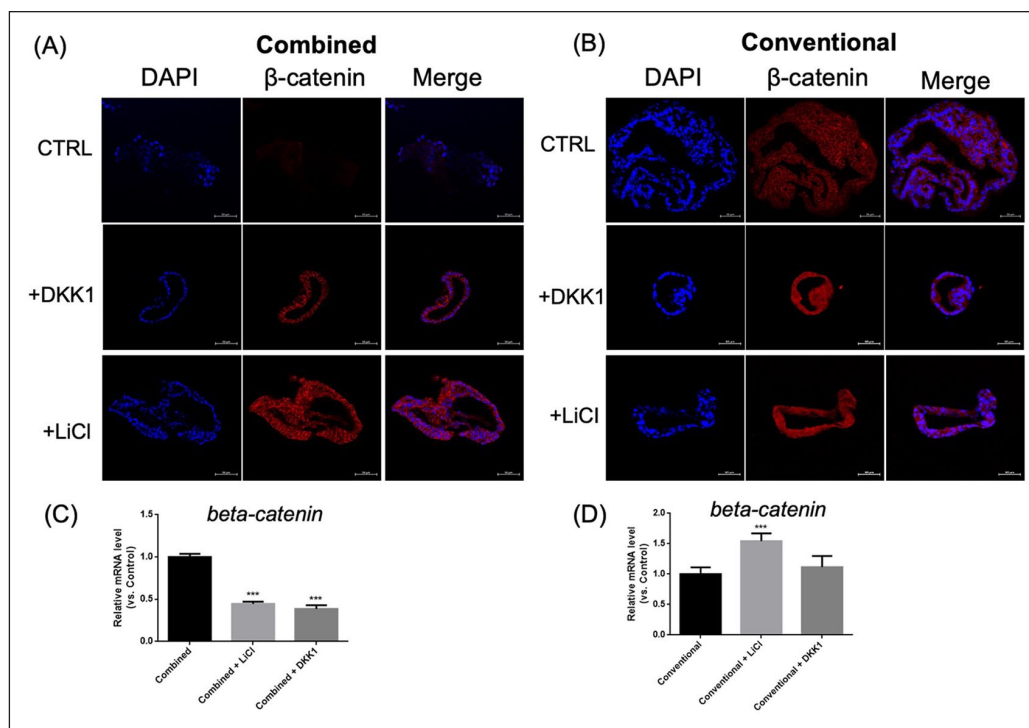 (A) Combined
DAPI β-catenin Merge
CTRL
+DKK1
+LiCl
(B) Conventional
DAPI β-catenin Merge
CTRL
+DKK1
+LiCl
(C) beta-catenin
Relative mRNA level
(vs. Control)
1.5
1.0
0.5
0.0
***
***
Combined
Combined + LiCl
Combined + DKK1
(D) beta-catenin
Relative mRNA level
(vs. Control)
2.0
1.5
1.0
0.5
0.0
***
Conventional
Conventional + LiCl
Conventional + DKK1